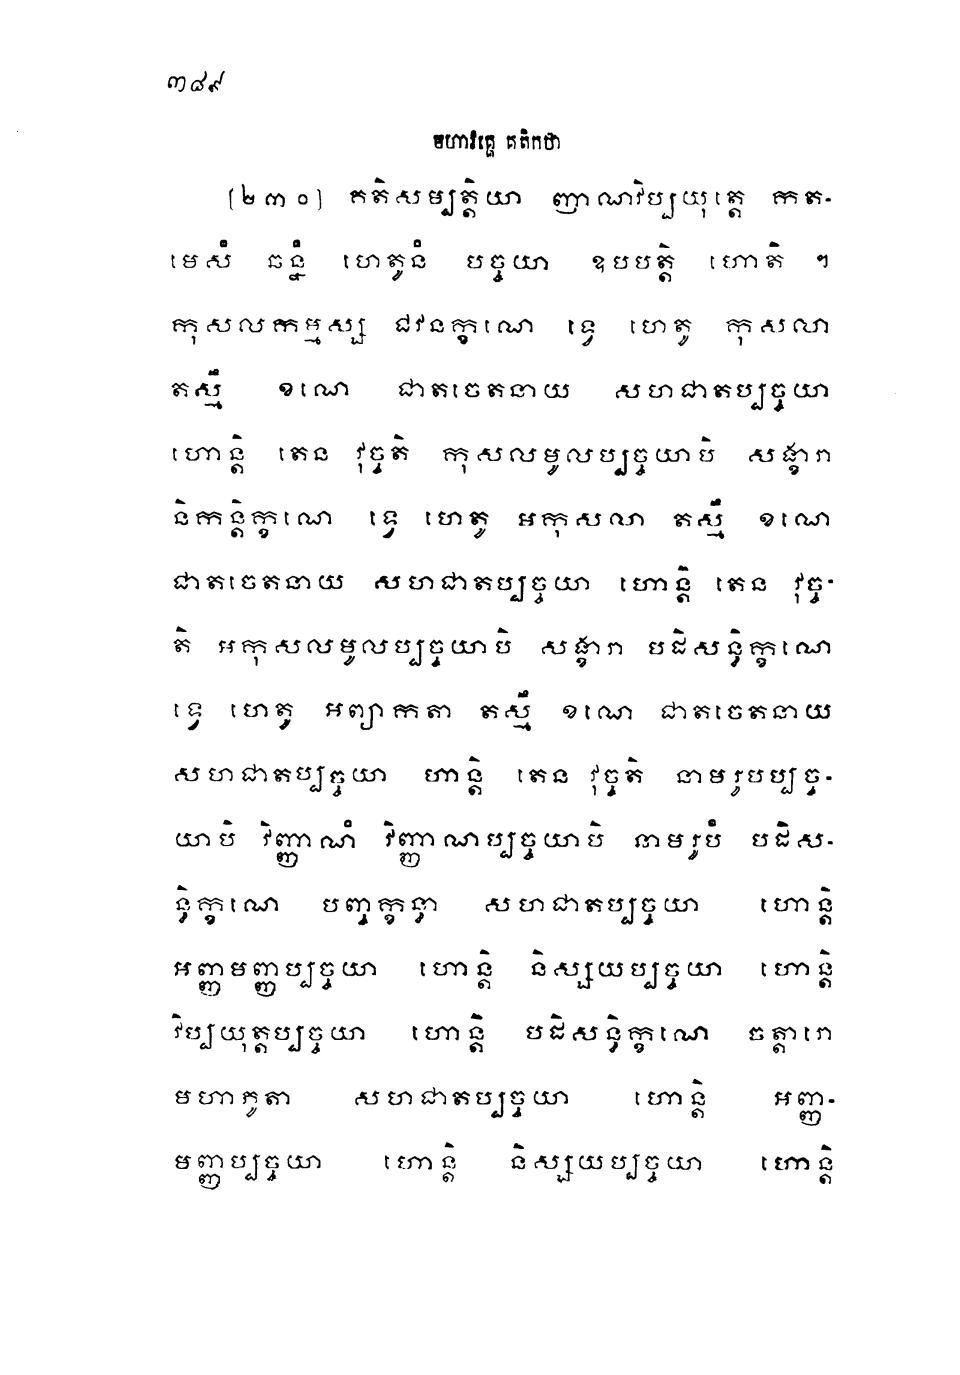 ៣៨៩
មហាវគ្គេ គតិកថា
(២៣០) គតិសម្បត្តិយា ញាណវិប្បយុត្តេ កត-
មេសំ ឆន្នំ ហេតូនំ បច្ចយា ឧបបត្តិ ហោតិ ៗ
កុសលកម្មស្ស ជវនក្ខណេ ទ្វេ ហេតូ កុសលា
តស្មឹ ខណេ ជាតចេតនាយ សហជាតប្បច្ចយា
ហោន្តិ តេន វុច្ចតិ កុសលមូលប្បច្ចយាបិ សង្ខារា
និកន្តិក្ខណេ ទ្វេ ហេតូ អកុសលា តស្មឹ ខណេ
ជាតចេតនាយ សហជាតប្បច្ចយា ហោន្តិ តេន វុច្ច-
តិ អកុសលមូលប្បច្ចយាបិ សង្ខារា បដិសន្ធិក្ខណេ
ទ្វេ ហេតូ អព្យាកតា តស្មឹ ខណេ ជាតចេតនាយ
សហជាតប្បច្ចយា ហោន្តិ តេន វុច្ចតិ នាមរូបប្បច្ច-
យាបិ វិញ្ញាណំ វិញ្ញាណប្បច្ចយាបិ នាមរូបំ បដិស-
ន្ធិក្ខណេ បញ្ចក្ខន្ធា សហជាតប្បច្ចយា ហោន្តិ
អញ្ញមញ្ញប្បច្ចយា ហោន្តិ និស្សយប្បច្ចយា ហោន្តិ
វិប្បយុត្តប្បច្ចយា ហោន្តិ បដិសន្ធិក្ខណេ ចត្តារោ
មហាភូតា សហជាតប្បច្ចយា ហោន្តិ អញ្ញ-
មញ្ញប្បច្ចយា ហោន្តិ និស្សយប្បច្ចយា ហោន្តិ